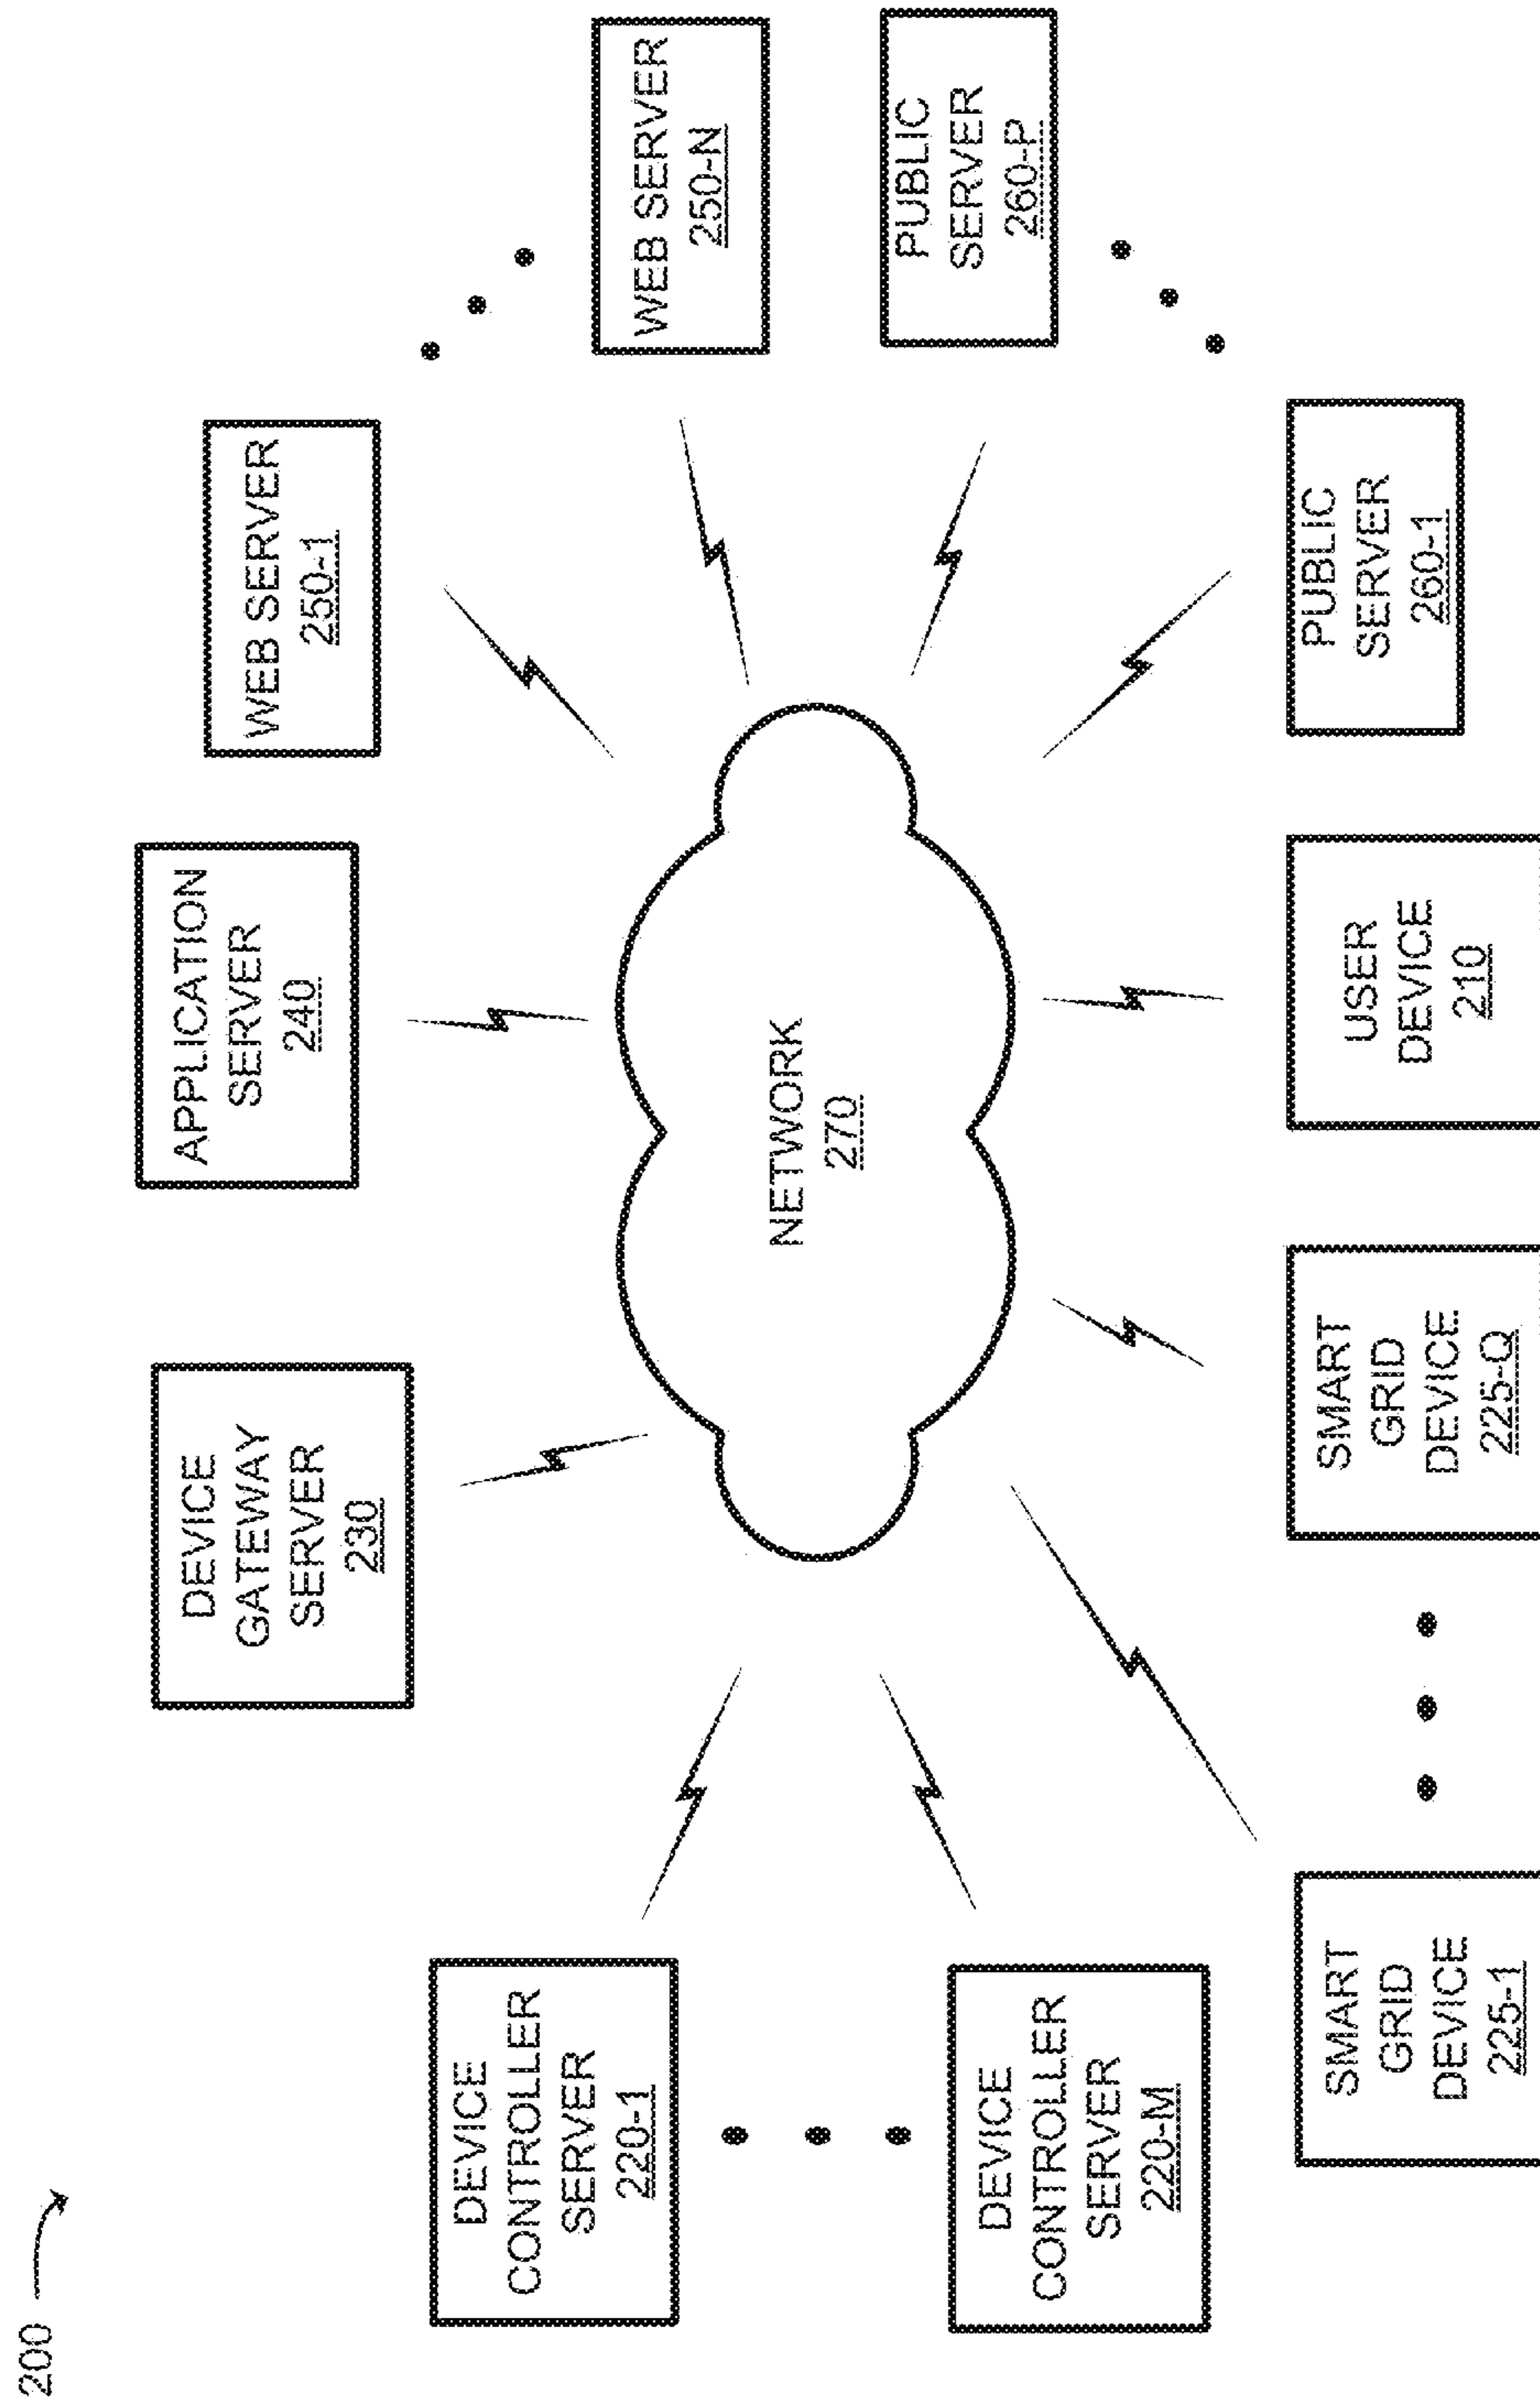 200
DEVICE
GATEWAY
SERVER
230
APPLICATION
SERVER
240
WEB SERVER
250-1
WEB SERVER
250-N
DEVICE
CONTROLLER
SERVER
220-1
NETWORK
270
PUBLIC
SERVER
260-P
DEVICE
CONTROLLER
SERVER
220-M
SMART
GRID
DEVICE
225-1
SMART
GRID
DEVICE
225-Q
USER
DEVICE
210
PUBLIC
SERVER
260-1